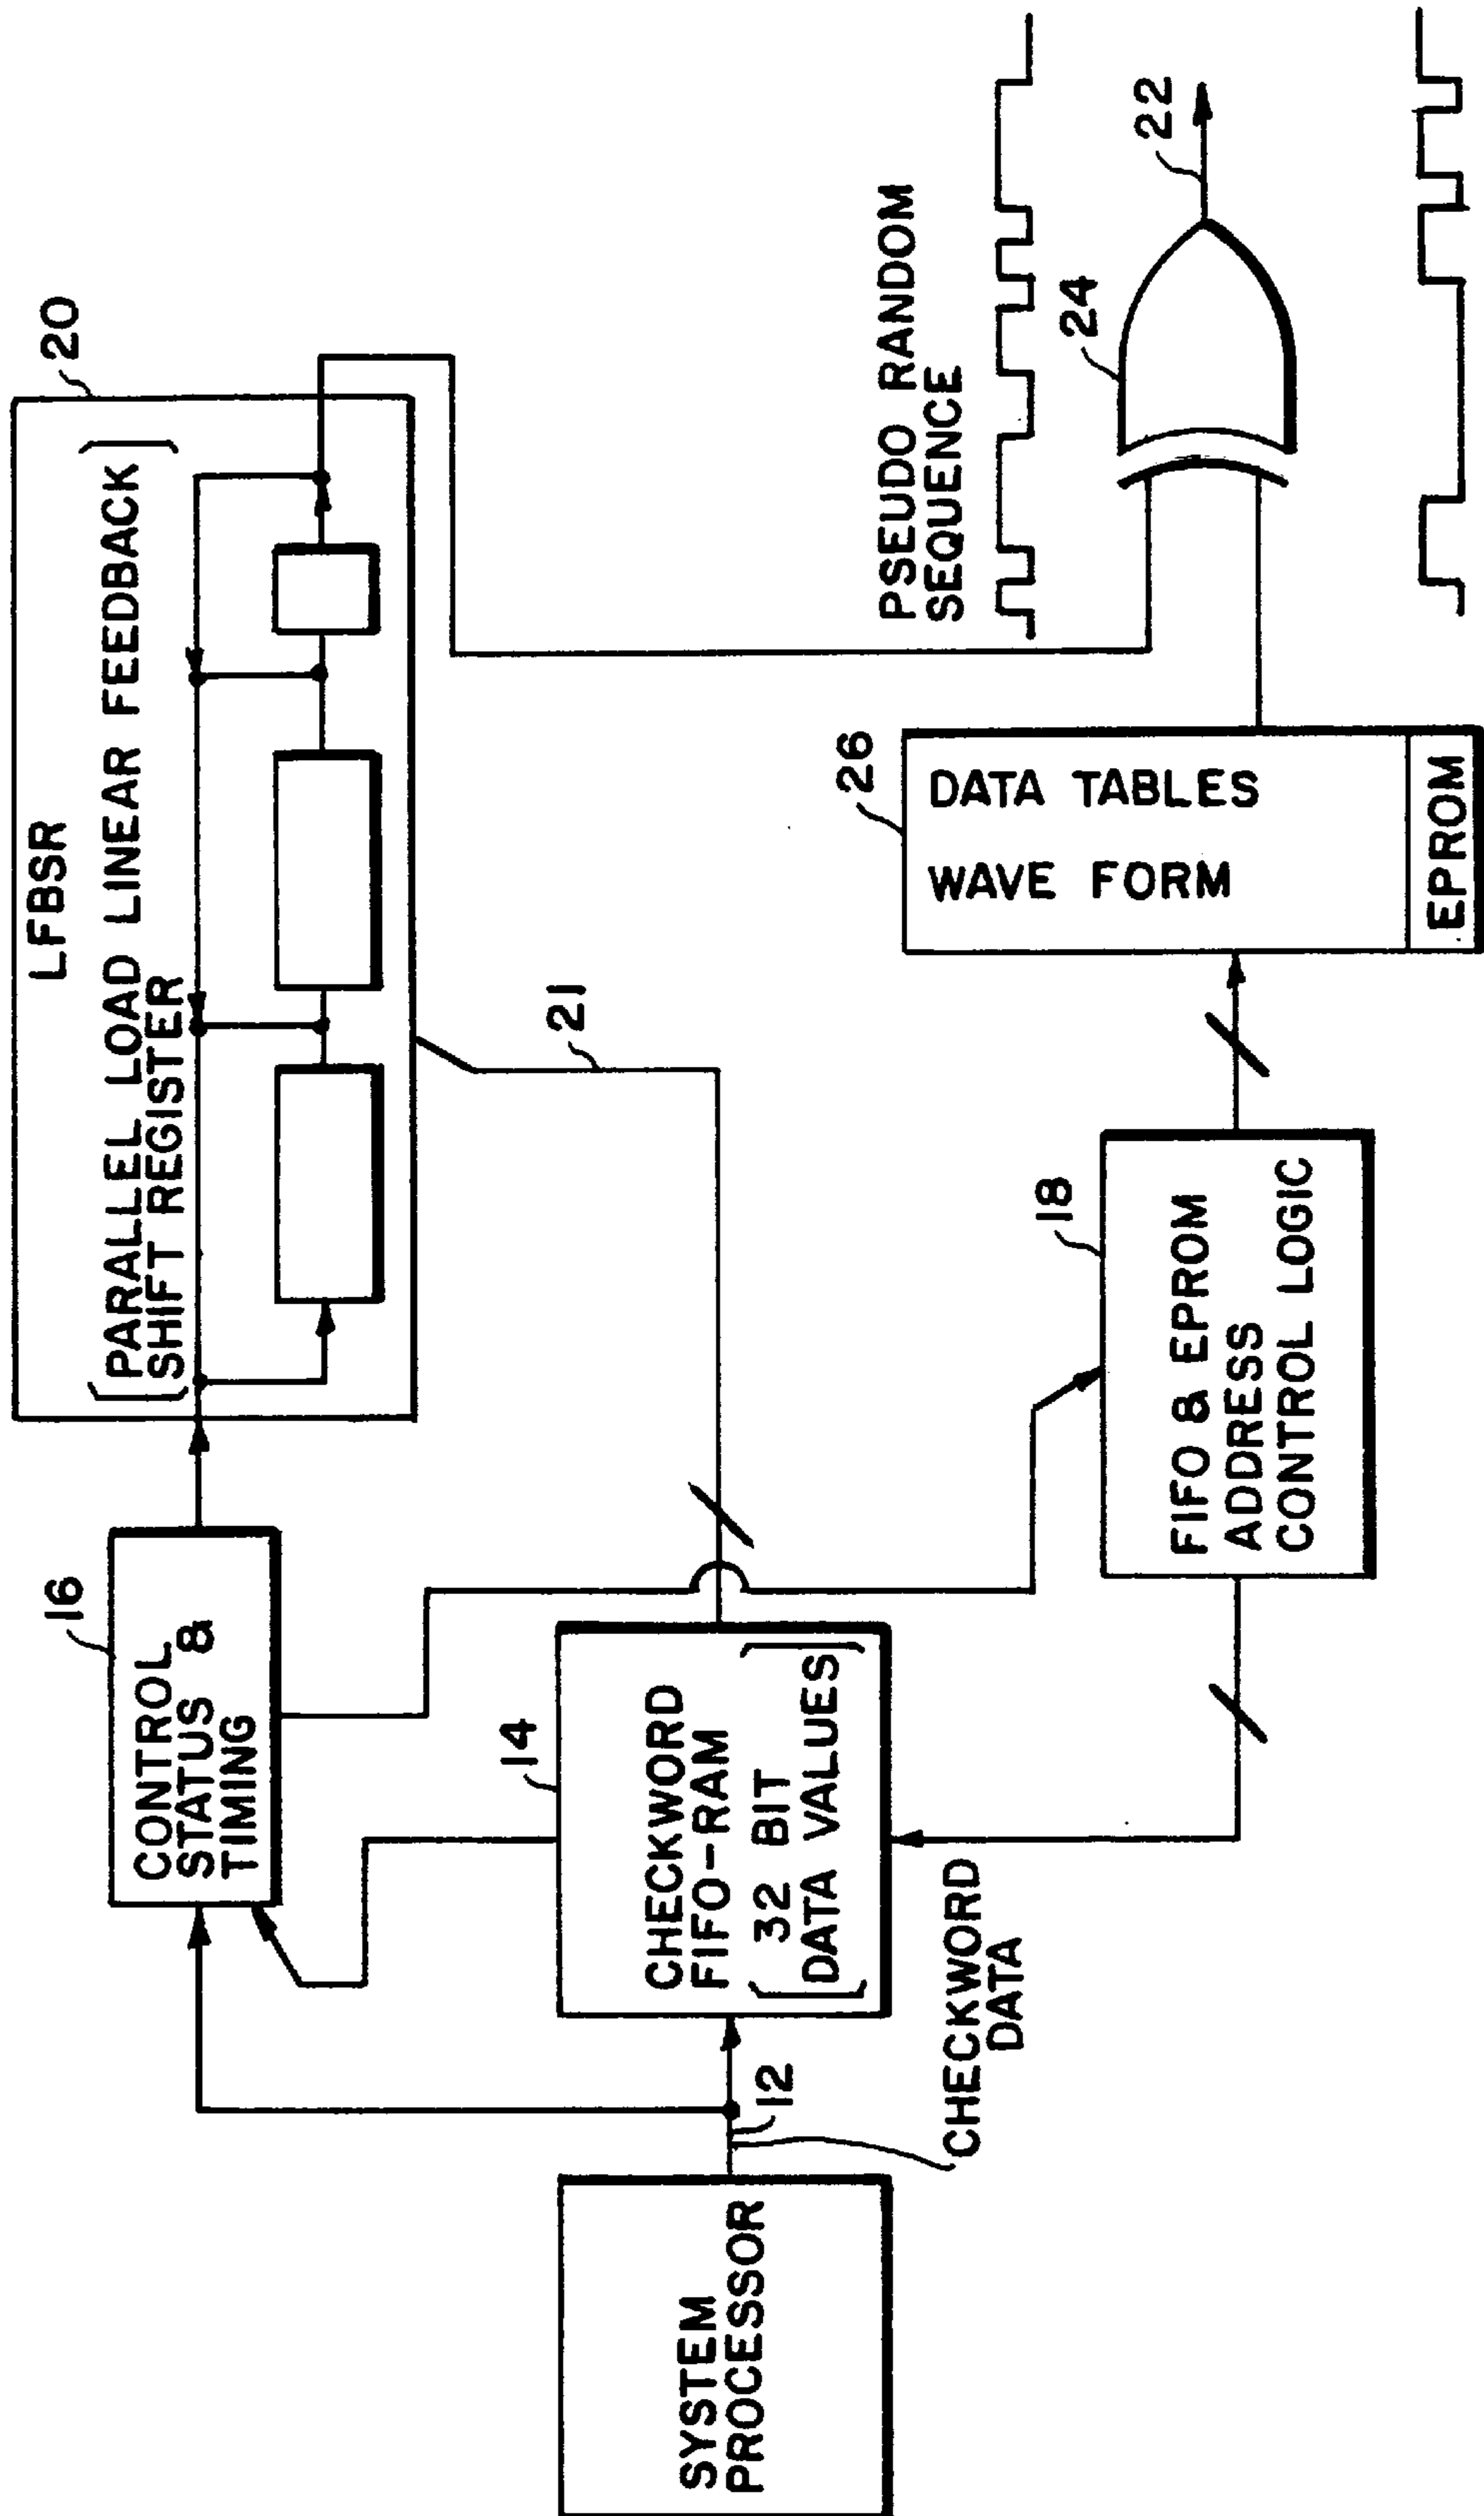 LFBSR
[PARALLEL LOAD LINEAR FEEDBACK]
SHIFT REGISTER
20
16
CONTROL
STATUS &
TIMING
21
SYSTEM
PROCESSOR
12
CHECKWORD
DATA
14
CHECKWORD
FIFO-RAM
[32 BIT
DATA VALUES]
18
FIFO & EPROM
ADDRESS
CONTROL LOGIC
26
DATA TABLES
WAVE FORM
EPROM
PSEUDO RANDOM
SEQUENCE
24
22